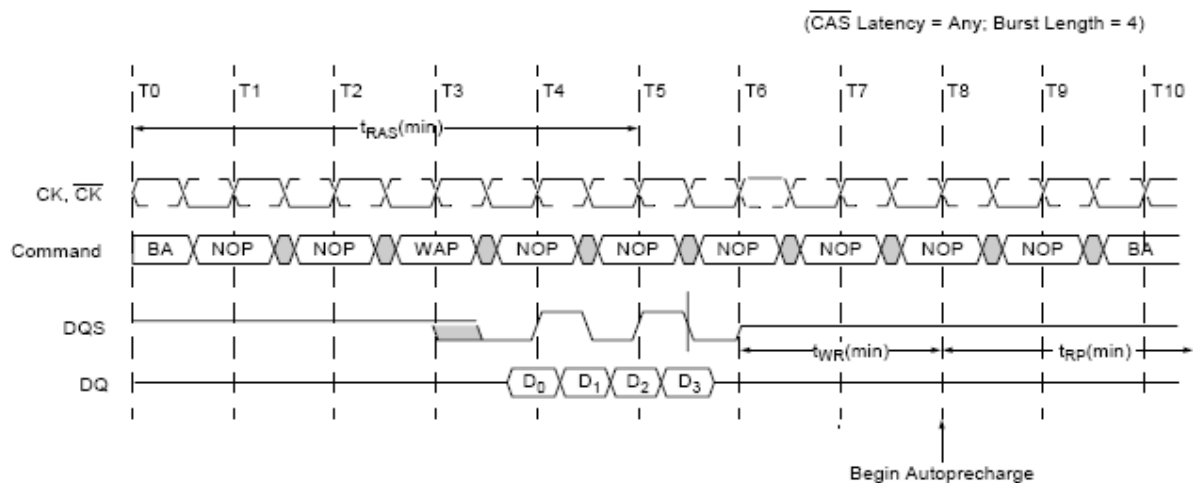 (CAS Latency = Any; Burst Length = 4)
T0 T1 T2 T3 T4 T5 T6 T7 T8 T9 T10
tRAS(min)
CK, CK
Command BA NOP NOP WAP NOP NOP NOP NOP NOP NOP BA
DQS
tWR(min) tRP(min)
DQ D0 D1 D2 D3
Begin Autoprecharge